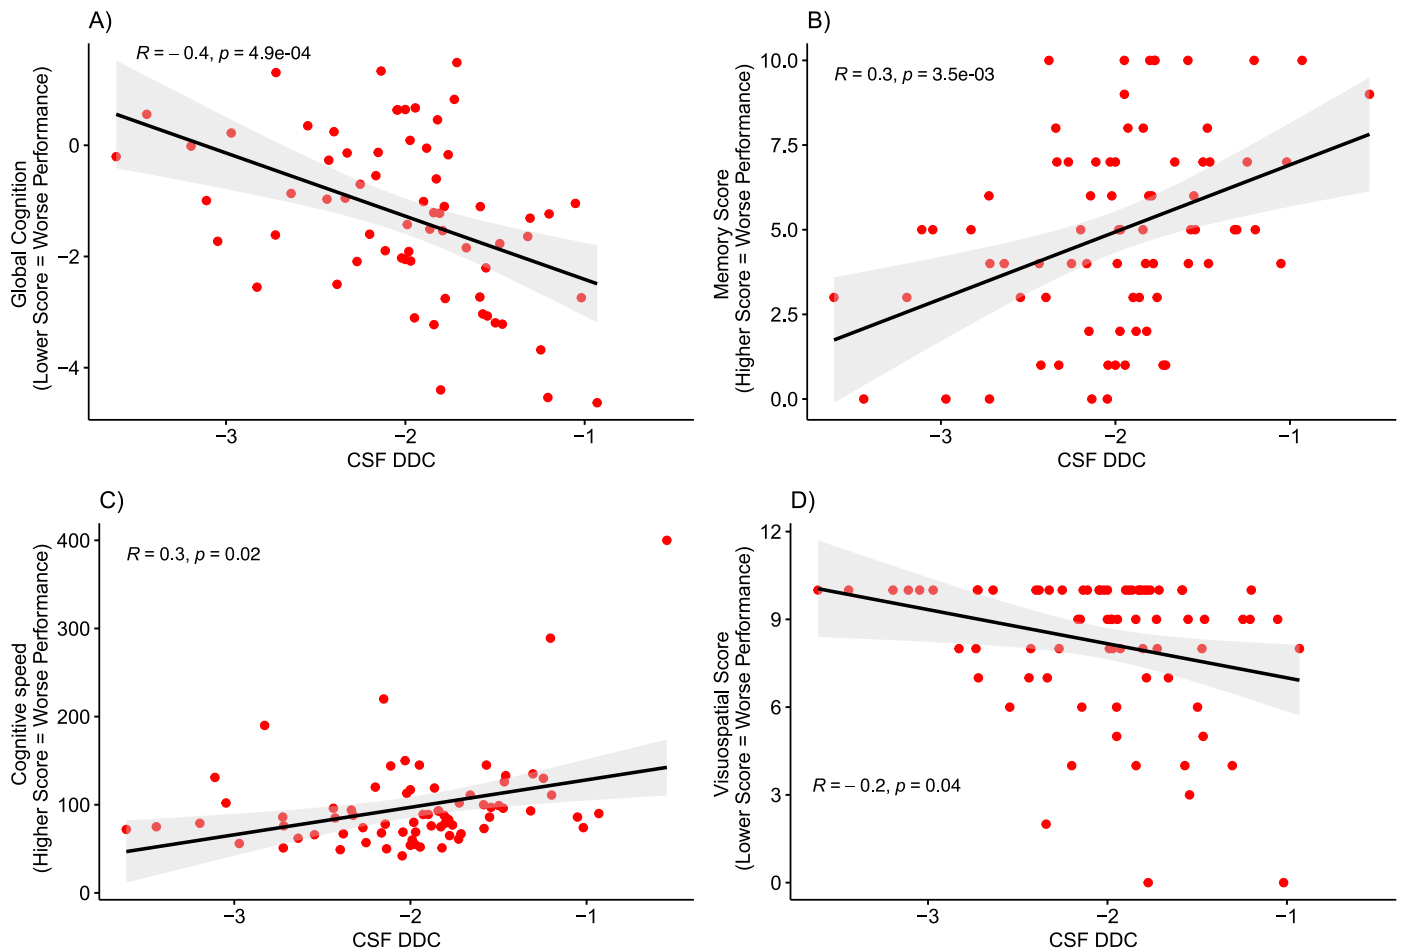 A)
R = − 0.4, p = 4.9e-04
Global Cognition
(Lower Score = Worse Performance)
0
−2
−4
−3
−2
−1
CSF DDC
B)
R = 0.3, p = 3.5e-03
Memory Score
(Higher Score = Worse Performance)
10.0
7.5
5.0
2.5
0.0
−3
−2
−1
CSF DDC
C)
R = 0.3, p = 0.02
Cognitive speed
(Higher Score = Worse Performance)
400
300
200
100
0
−3
−2
−1
CSF DDC
D)
R = − 0.2, p = 0.04
Visuospatial Score
(Lower Score = Worse Performance)
12
9
6
3
0
−3
−2
−1
CSF DDC